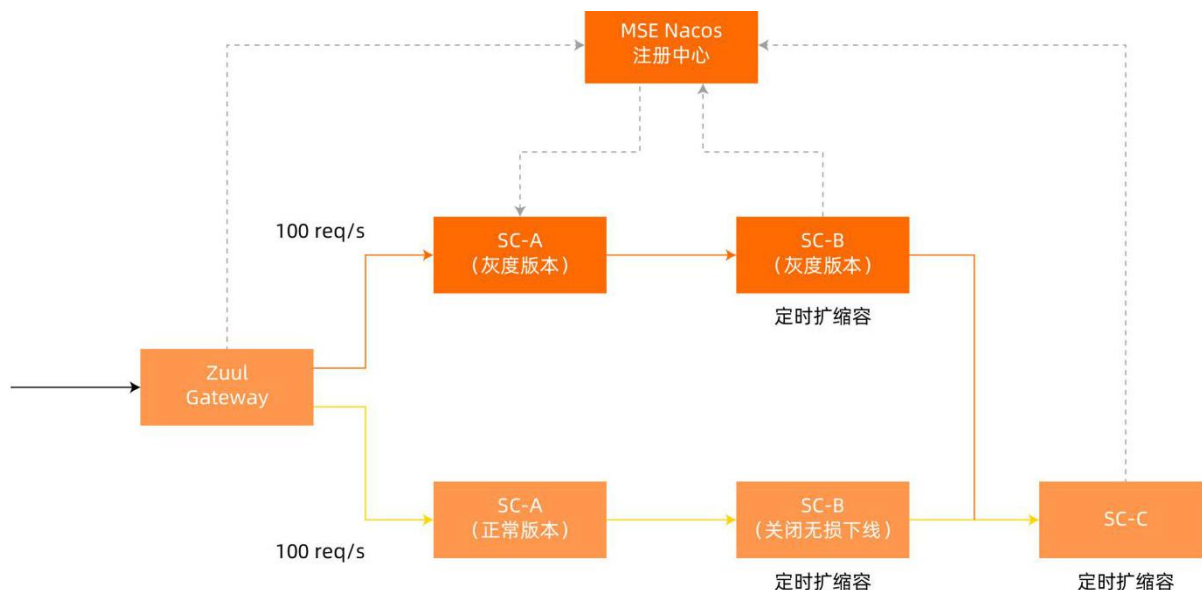 MSE Nacos
注册中心
100 req/s
SC-A
（灰度版本）
SC-B
（灰度版本）
定时扩缩容
Zuul
Gateway
SC-A
（正常版本）
SC-B
（关闭无损下线）
SC-C
100 req/s
定时扩缩容
定时扩缩容